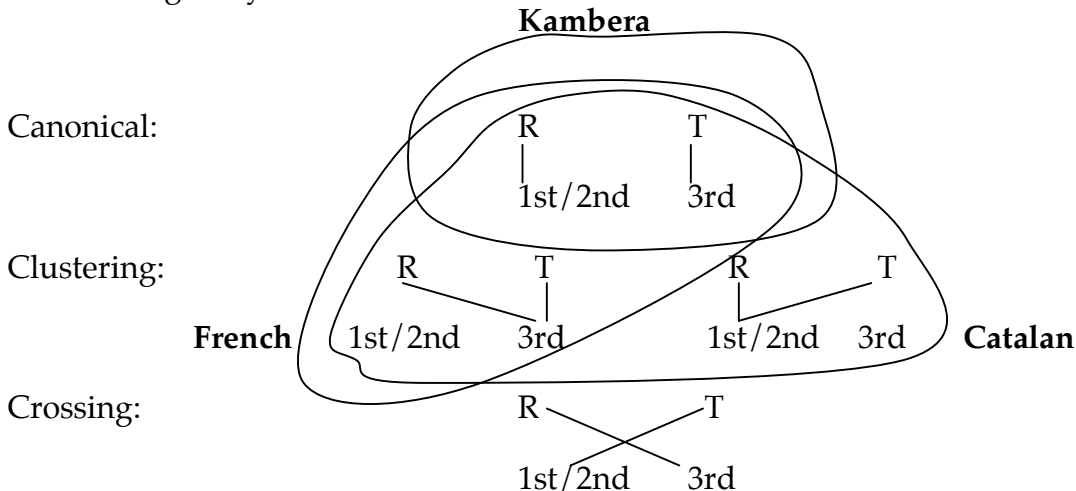 Kambera
Canonical: R T
1st/2nd 3rd
Clustering: R T R T
French 1st/2nd 3rd 1st/2nd 3rd Catalan
Crossing: R T
1st/2nd 3rd